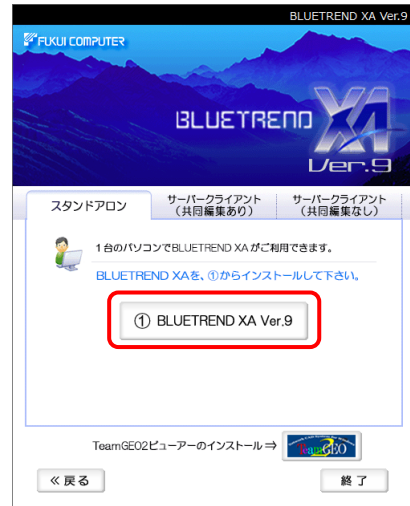 BLUETREND XA Ver.9
FUKUI COMPUTER
BLUETREND XA
Ver.9
スタンドアロン
サーバークライアント
（共同編集あり）
サーバークライアント
（共同編集なし）
1台のパソコンでBLUETREND XAがご利用できます。
BLUETREND XAを、①からインストールして下さい。
① BLUETREND XA Ver.9
TeamGEO2ビューアーのインストール⇒
TeamGEO
≪戻る
終了